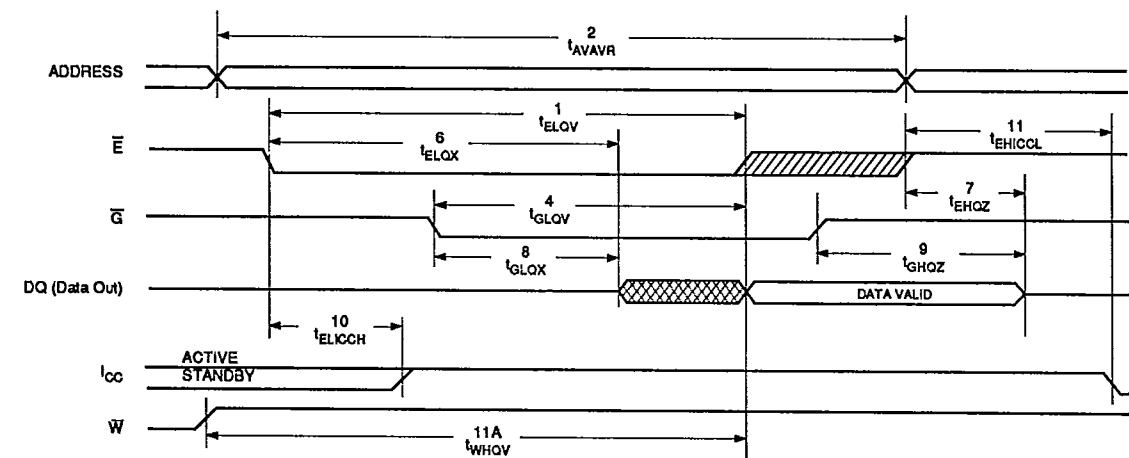 2
tAVAVR
ADDRESS
1
tELQV
11
tEHICCL
6
tELQX
E̅
7
tEHQZ
4
tGLQV
G̅
8
tGLQX
9
tGHQZ
DQ (Data Out)
DATA VALID
10
tELICCH
ACTIVE
ICC
STANDBY
W̅
11A
tWHQV